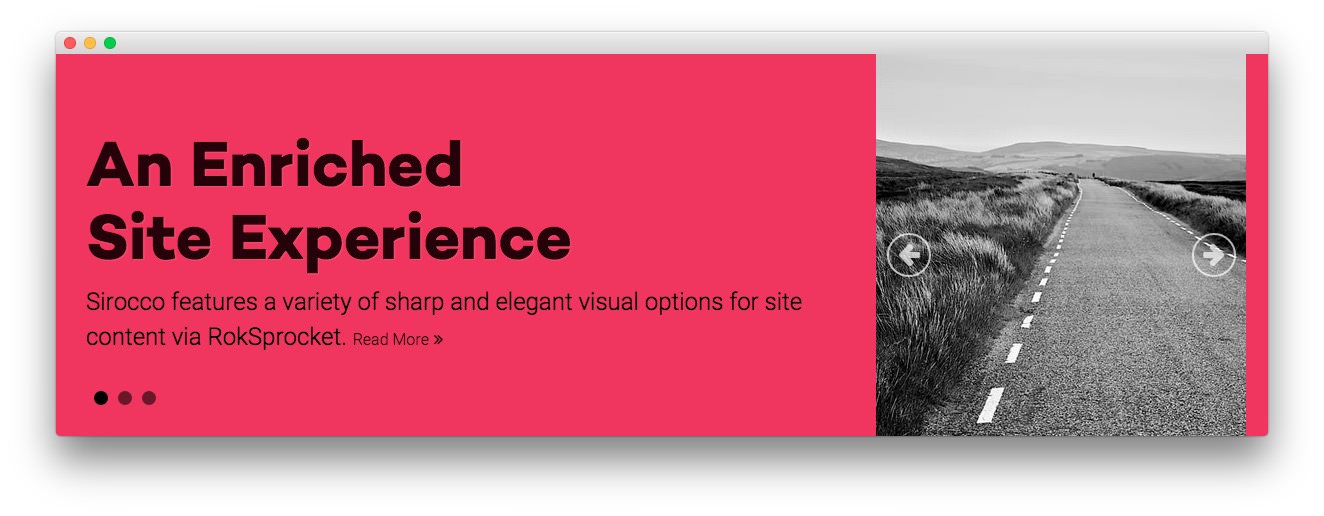 An Enriched
Site Experience
Sirocco features a variety of sharp and elegant visual options for site
content via RokSprocket. Read More »